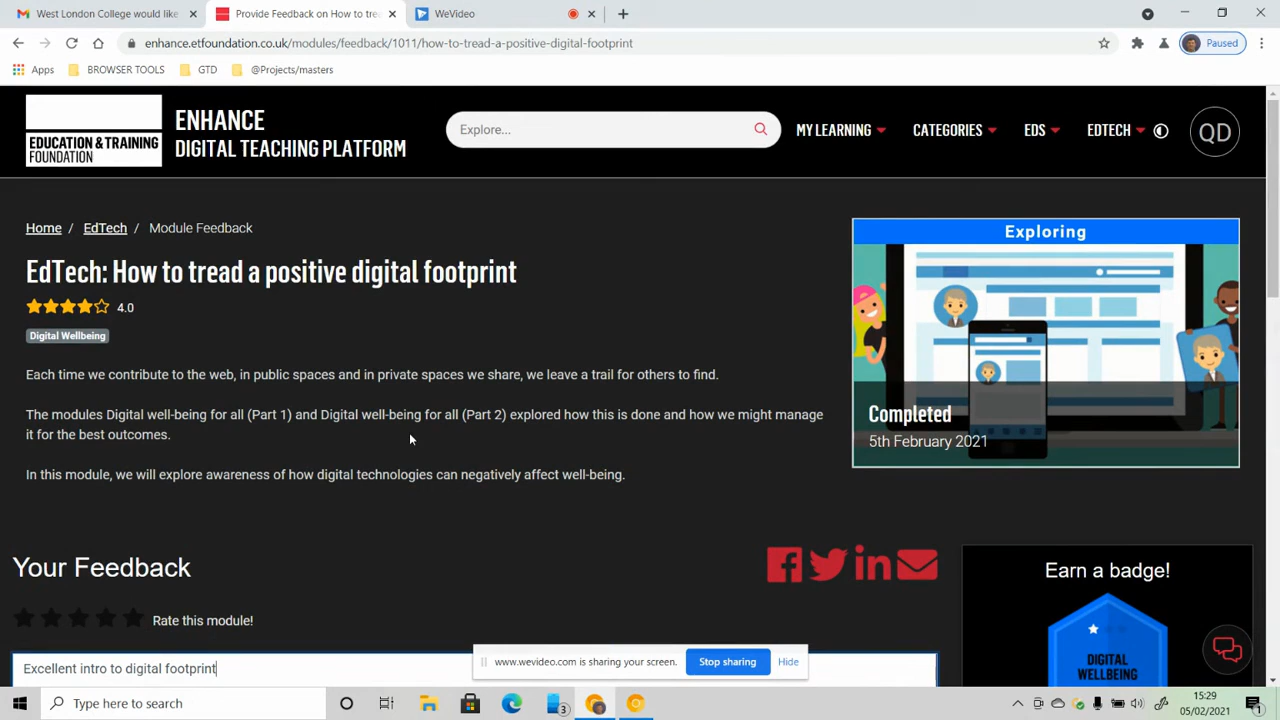 West London College would like
Provide Feedback on How to tre
WeVideo
enhance.etfoundation.co.uk/modules/feedback/1011/how-to-tread-a-positive-digital-footprint
Paused
Apps
BROWSER TOOLS
GTD
@Projects/masters
EDUCATION & TRAINING
FOUNDATION
ENHANCE
DIGITAL TEACHING PLATFORM
Explore...
MY LEARNING
CATEGORIES
EDS
EDTECH
QD
Home / EdTech / Module Feedback
EdTech: How to tread a positive digital footprint
4.0
Digital Wellbeing
Each time we contribute to the web, in public spaces and in private spaces we share, we leave a trail for others to find.
The modules Digital well-being for all (Part 1) and Digital well-being for all (Part 2) explored how this is done and how we might manage
it for the best outcomes.
In this module, we will explore awareness of how digital technologies can negatively affect well-being.
Exploring
Completed
5th February 2021
Your Feedback
Rate this module!
Excellent intro to digital footprint
Earn a badge!
DIGITAL
WELLBEING
www.wevideo.com is sharing your screen.
Stop sharing
Hide
Type here to search
3
15:29
05/02/2021
1